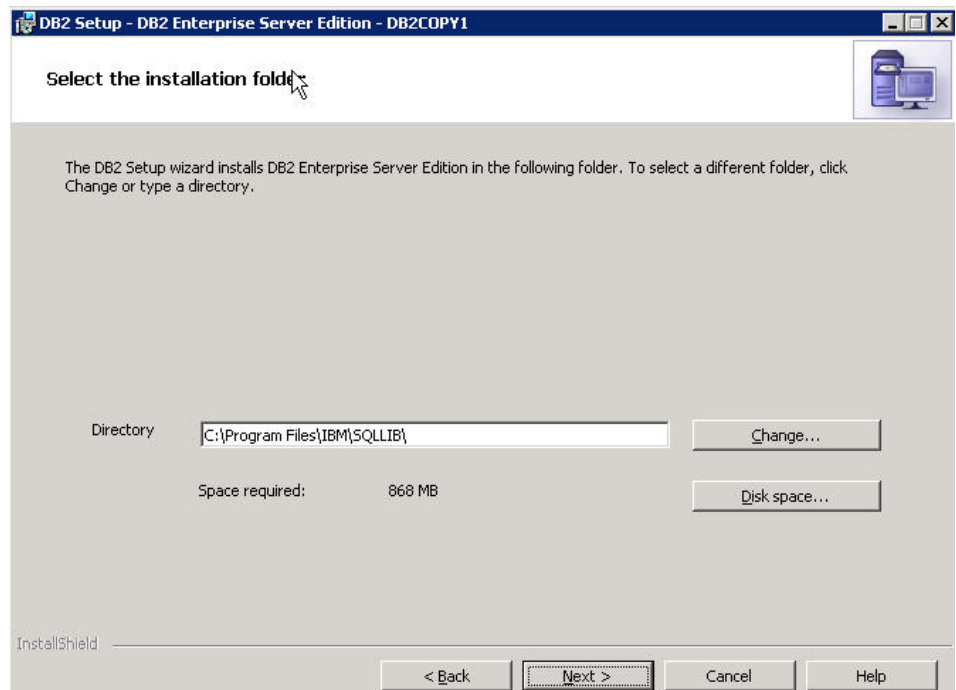 DB2 Setup - DB2 Enterprise Server Edition - DB2COPY1
Select the installation folder
The DB2 Setup wizard installs DB2 Enterprise Server Edition in the following folder. To select a different folder, click
Change or type a directory.
Directory
C:\Program Files\IBM\SQLLIB\
Change...
Space required: 868 MB
Disk space...
InstallShield
< Back Next > Cancel Help